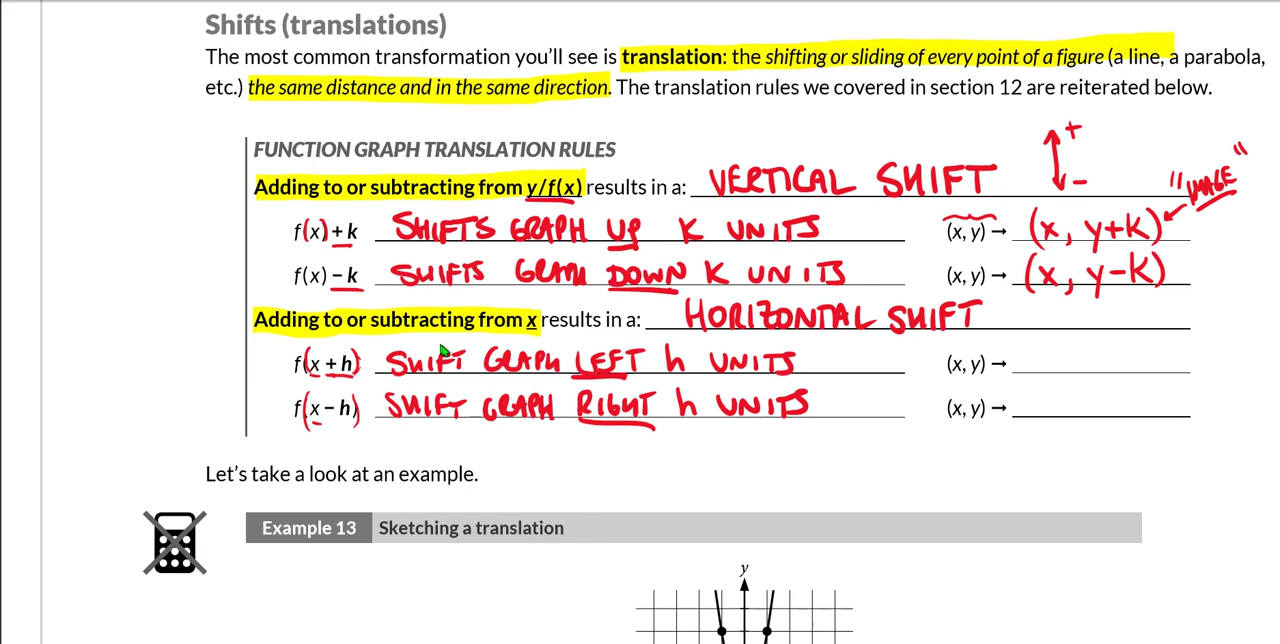 Shifts (translations)
The most common transformation you'll see is translation: the shifting or sliding of every point of a figure (a line, a parabola,
etc.) the same distance and in the same direction. The translation rules we covered in section 12 are reiterated below.
FUNCTION GRAPH TRANSLATION RULES
Adding to or subtracting from y/f(x) results in a: VERTICAL SHIFT + −
"IMAGE"
f(x) + k SHIFTS GRAPH UP K UNITS (x, y) → (x, y+k)
f(x) − k SHIFTS GRAPH DOWN K UNITS (x, y) → (x, y−k)
Adding to or subtracting from x results in a: HORIZONTAL SHIFT
f(x + h) SHIFT GRAPH LEFT h UNITS (x, y) →
f(x − h) SHIFT GRAPH RIGHT h UNITS (x, y) →
Let's take a look at an example.
Example 13 Sketching a translation
y